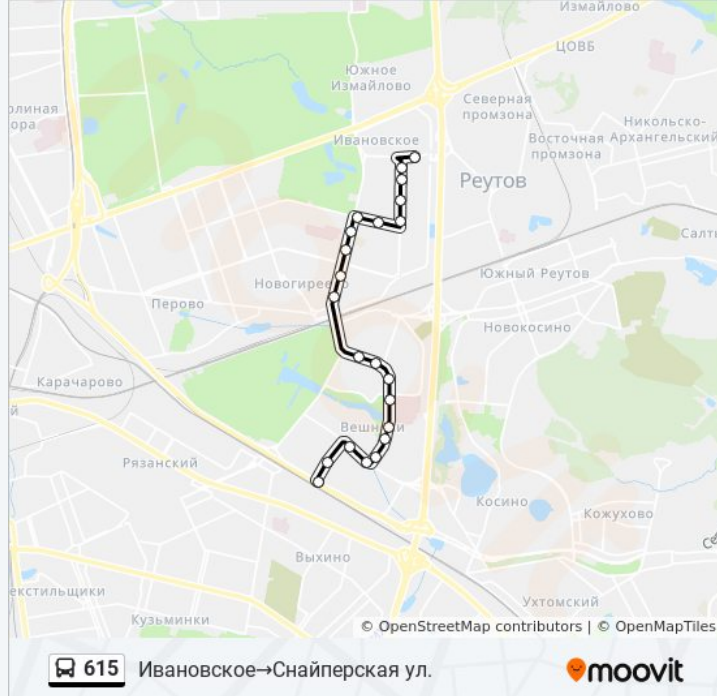 Измайлово
ЦОВБ
Южное
Измайлово
Северная
промзона
олиная
ора
Ивановское
Никольско-
Архангельский
Восточная
промзона
Реутов
Салты
Новогиреево
Южный Реутов
Перово
Новокосино
Карачарово
й
Вешняки
Рязанский
Косино
Кожухово
Выхино
екстильщики
Ухтомский
Кузьминки
© OpenStreetMap contributors | © OpenMapTiles
615 Ивановское→Снайперская ул.
moovit